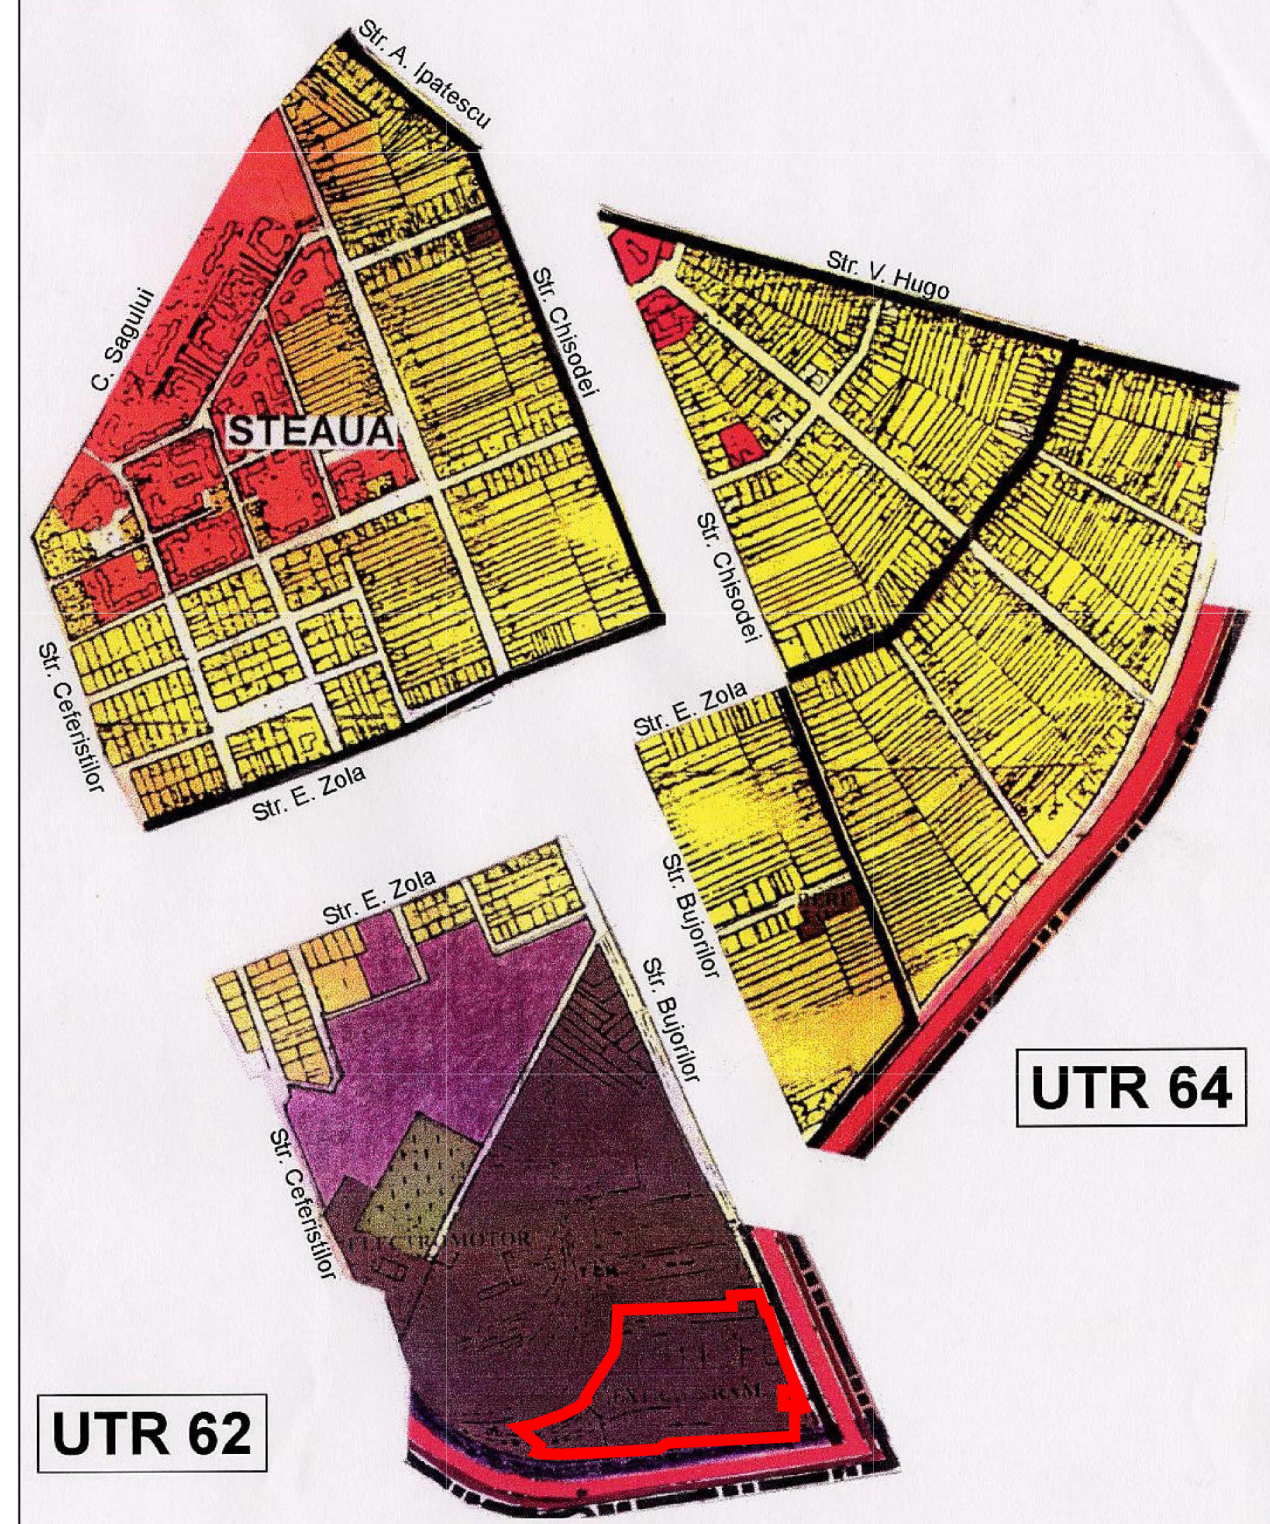 Str. A. Ipatescu
C. Sagului
Str. Chisodei
STEAUA
Str. Ceferistilor
Str. E. Zola
Str. V. Hugo
Str. Chisodei
Str. E. Zola
Str. Bujorilor
UTR 64
Str. E. Zola
Str. Bujorilor
Str. Ceferistilor
ELECTROMOTOR
UTR 62